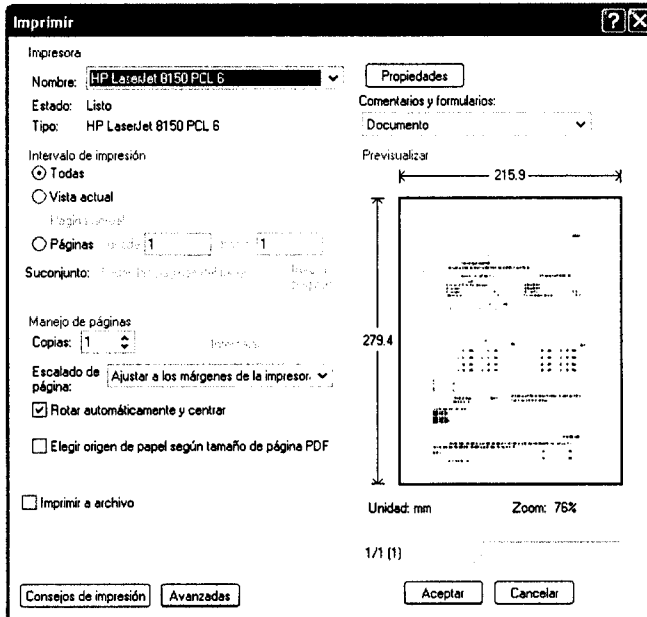 Imprimir
Impresora
Nombre: HP LaserJet 8150 PCL 6
Propiedades
Estado: Listo
Comentarios y formularios:
Tipo: HP LaserJet 8150 PCL 6
Documento
Intervalo de impresión
Previsualizar
Todas
215.9
Vista actual
Página actual
Páginas 1 1
Suconjunto:
Manejo de páginas
Copias: 1
279.4
Escalado de página: Ajustar a los márgenes de la impresor.
Rotar automáticamente y centrar
Elegir origen de papel según tamaño de página PDF
Imprimir a archivo
Unidad: mm Zoom: 76%
1/1 (1)
Consejos de impresión Avanzadas Aceptar Cancelar